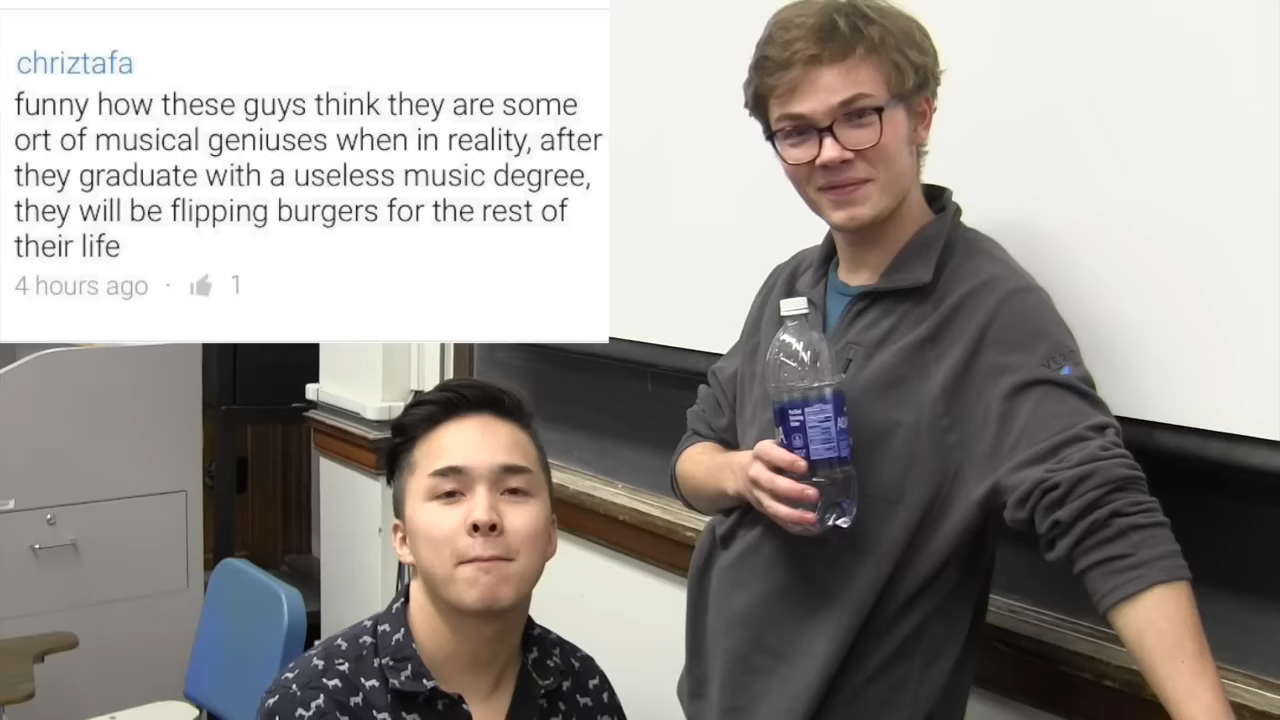 chriztafa
funny how these guys think they are some
ort of musical geniuses when in reality, after
they graduate with a useless music degree,
they will be flipping burgers for the rest of
their life
4 hours ago · 1